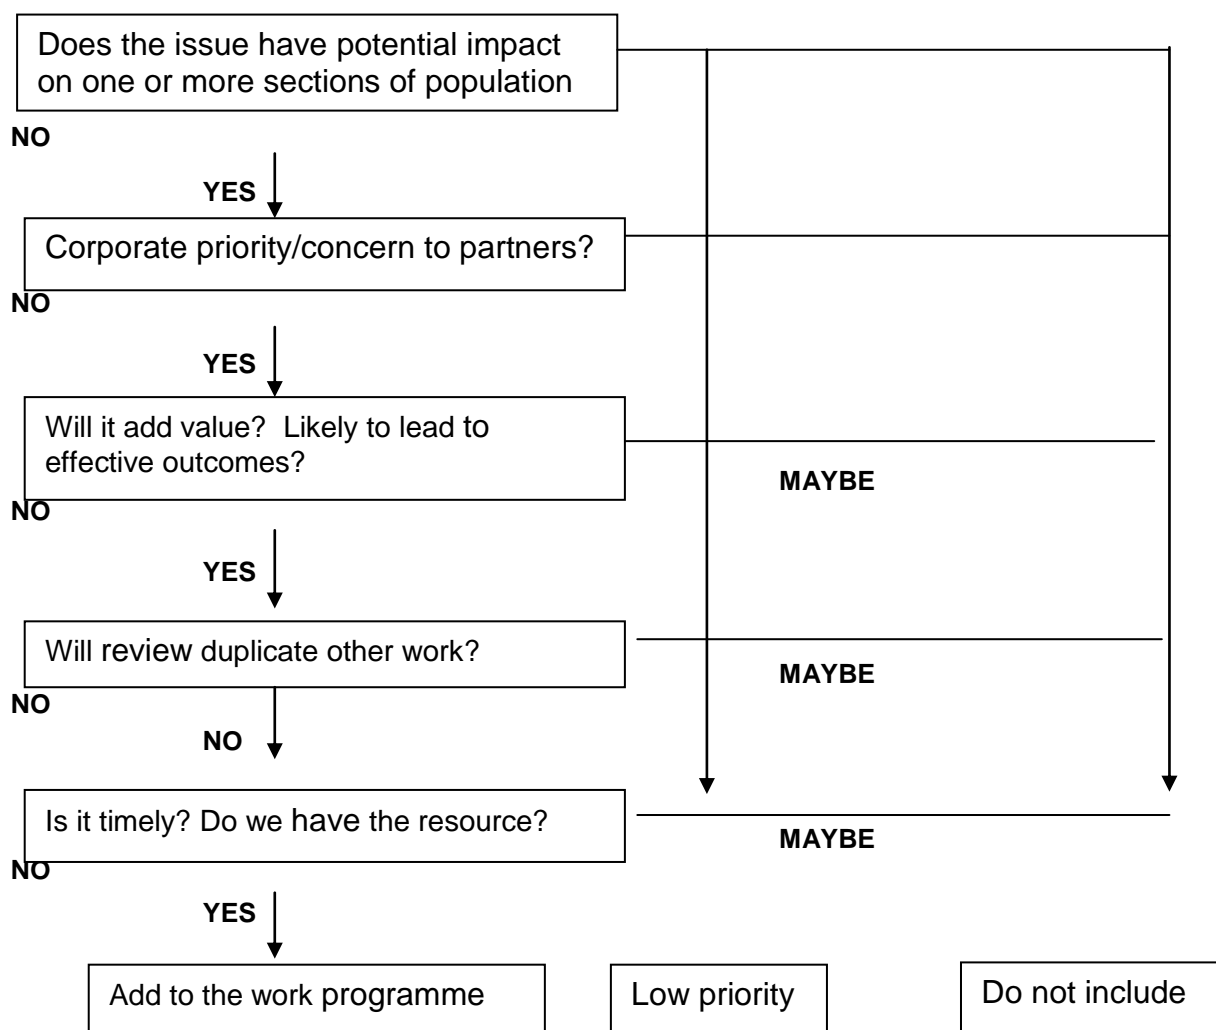 Does the issue have potential impact
on one or more sections of population
NO
YES
Corporate priority/concern to partners?
NO
YES
Will it add value?  Likely to lead to
effective outcomes?
MAYBE
NO
YES
Will review duplicate other work?
MAYBE
NO
NO
Is it timely? Do we have the resource?
MAYBE
NO
YES
Add to the work programme
Low priority
Do not include